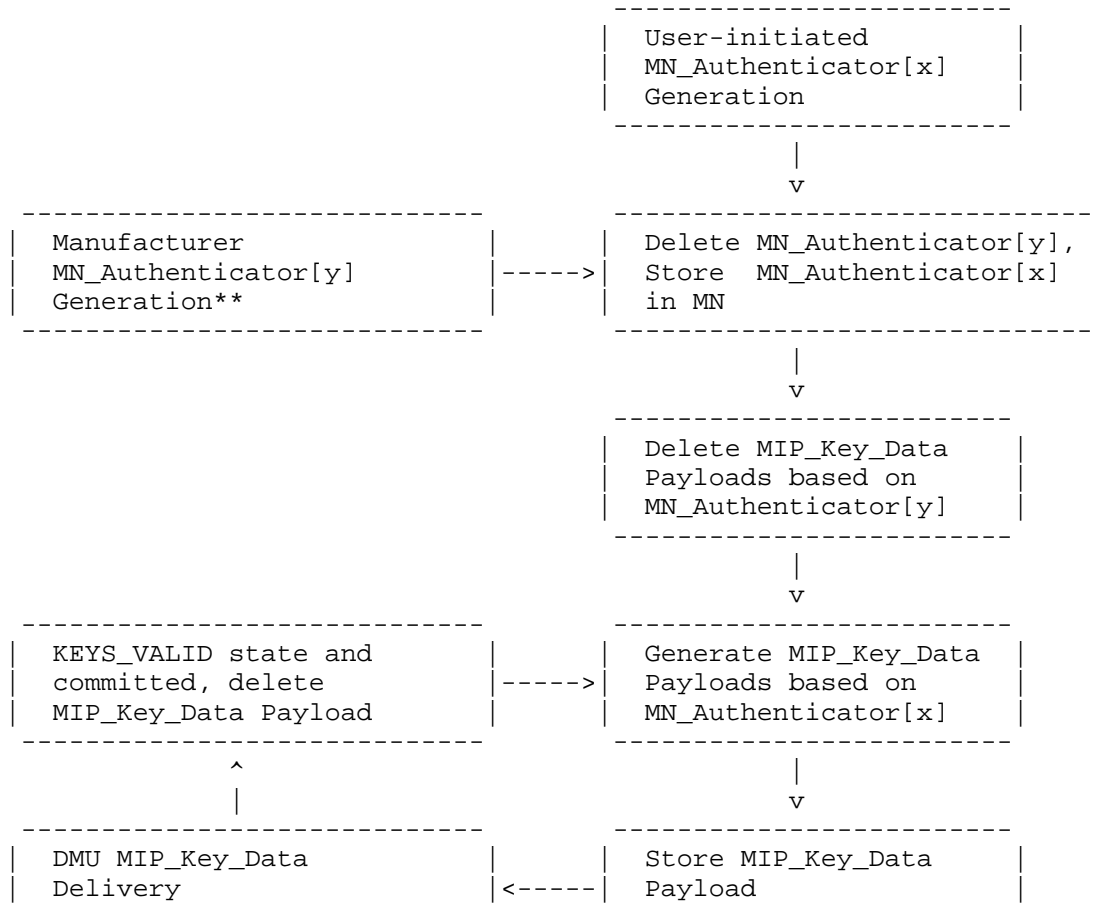 User-initiated
MN_Authenticator[x]
Generation
Manufacturer
MN_Authenticator[y]
Generation**
Delete MN_Authenticator[y],
Store MN_Authenticator[x]
in MN
Delete MIP_Key_Data
Payloads based on
MN_Authenticator[y]
KEYS_VALID state and
committed, delete
MIP_Key_Data Payload
Generate MIP_Key_Data
Payloads based on
MN_Authenticator[x]
DMU MIP_Key_Data
Delivery
Store MIP_Key_Data
Payload